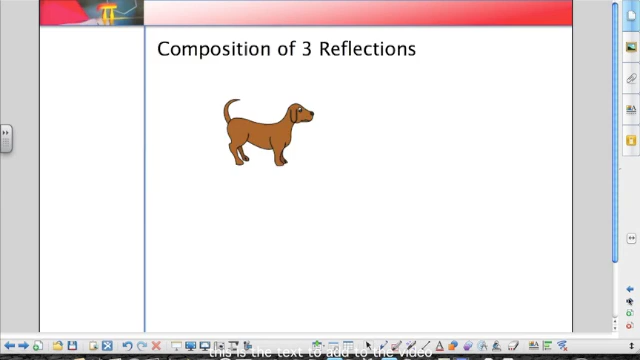 Composition of 3 Reflections
this is the text to add to the video